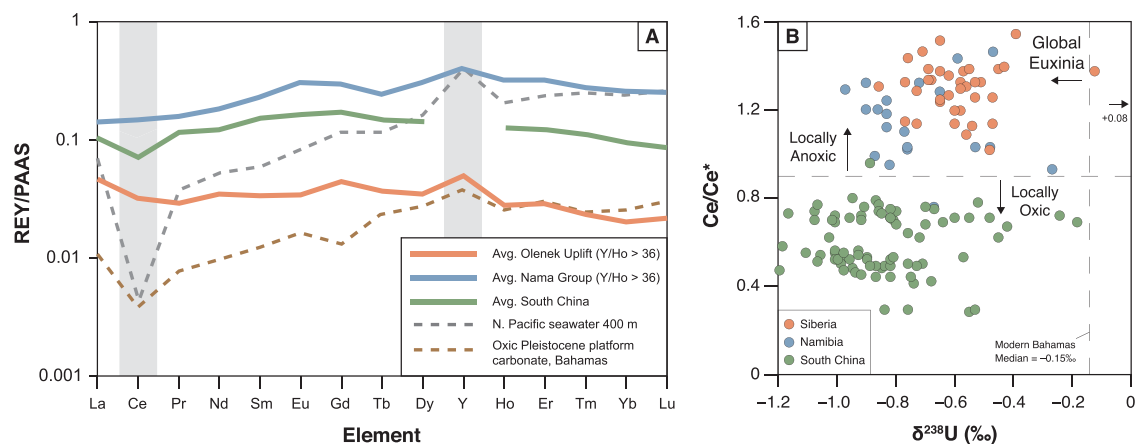 A
REY/PAAS
1
0.1
0.01
0.001
La Ce Pr Nd Sm Eu Gd Tb Dy Y Ho Er Tm Yb Lu
Element
Avg. Olenek Uplift (Y/Ho > 36)
Avg. Nama Group (Y/Ho > 36)
Avg. South China
N. Pacific seawater 400 m
Oxic Pleistocene platform
carbonate, Bahamas
B
Ce/Ce*
1.6
1.2
0.8
0.4
0
−1.2 −1.0 −0.8 −0.6 −0.4 −0.2 0
δ²³⁸U (‰)
Global
Euxinia
+0.08
Locally
Anoxic
Locally
Oxic
Siberia
Namibia
South China
Modern Bahamas
Median = −0.15‰